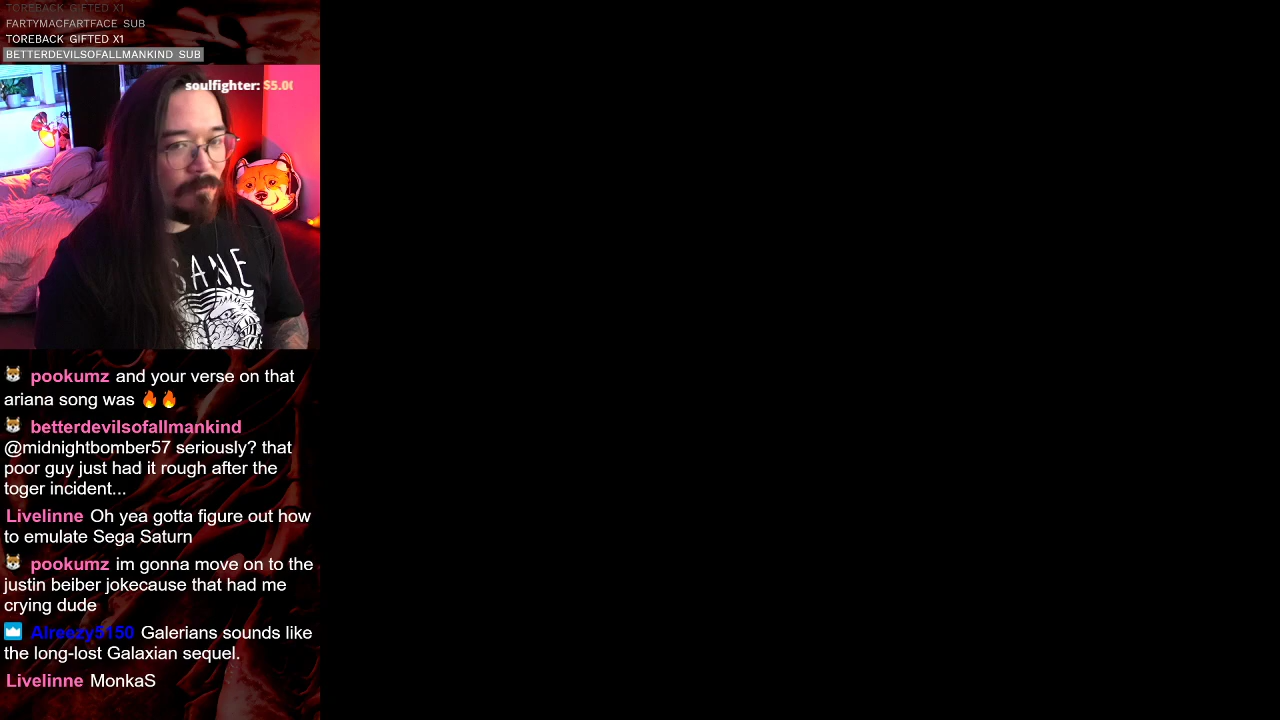 TOREBACK GIFTED X1
FARTYMACFARTFACE SUB
TOREBACK GIFTED X1
BETTERDEVILSOFALLMANKIND SUB
soulfighter: $5.0
SANE
pookumz and your verse on that
ariana song was 🔥🔥
betterdevilsofallmankind
@midnightbomber57 seriously? that
poor guy just had it rough after the
toger incident...
Livelinne Oh yea gotta figure out how
to emulate Sega Saturn
pookumz im gonna move on to the
justin beiber jokecause that had me
crying dude
Alreezy5150 Galerians sounds like
the long-lost Galaxian sequel.
Livelinne MonkaS